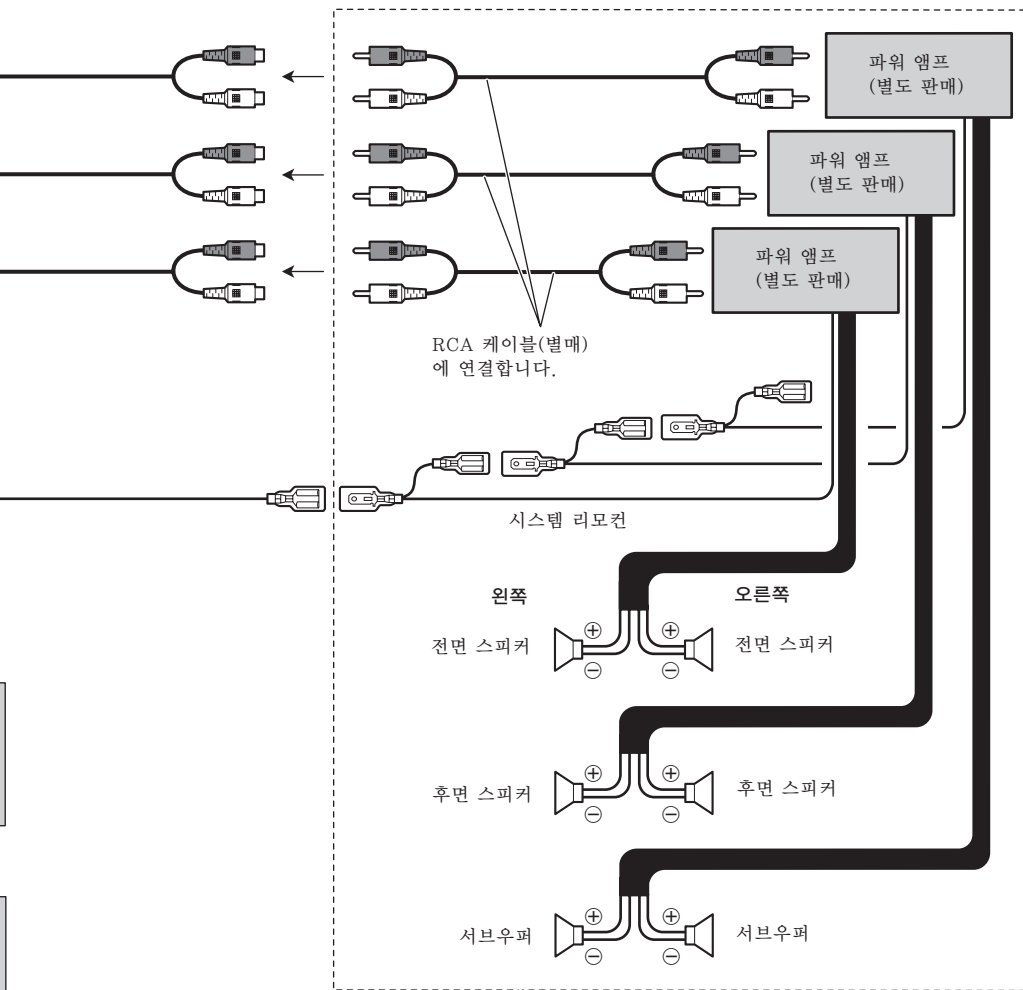 파워 앰프
(별도 판매)
파워 앰프
(별도 판매)
파워 앰프
(별도 판매)
RCA 케이블(별매)
에 연결합니다.
시스템 리모컨
왼쪽
오른쪽
⊕
⊕
전면 스피커
전면 스피커
⊖
⊖
⊕
⊕
후면 스피커
후면 스피커
⊖
⊖
⊕
⊕
서브우퍼
서브우퍼
⊖
⊖